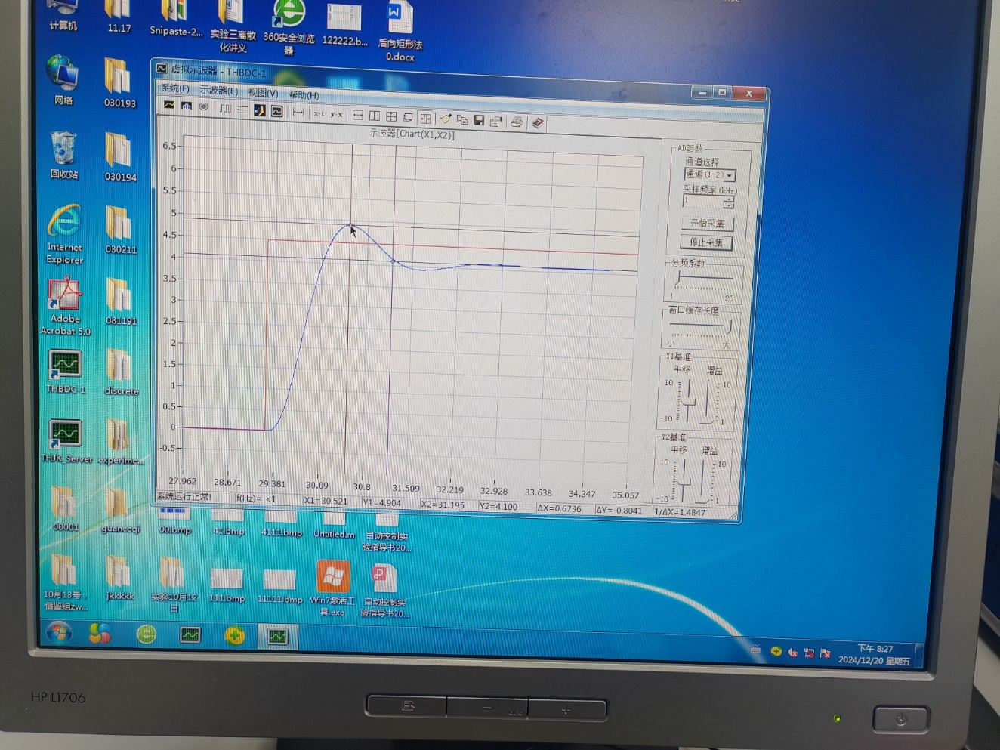 计算机
11.17
Snipaste-2...
实验三离散
化讲义
360安全浏览
器
122222.b...
后向矩形法
0.docx
网络
030193
回收站
030194
Internet
Explorer
030211
Adobe
Acrobat 5.0
081191
THBDC-1
discrete
THJK_Server
experime...
00001
guanceqi
00.bmp
41.bmp
4111.bmp
Untitled.m
自动控制实
验指导书20...
10月13号,
jkkkkk
实验10月12
日
111.bmp
11111.bmp
Win7激活工
具.exe
自动控制实
验指导书20...
虚拟示波器 - THBDC-1
系统(F)
示波器(E)
视图(V)
帮助(H)
x-t
y-x
示波器[Chart(X1,X2)]
6.5
6
5.5
5
4.5
4
3.5
3
2.5
2
1.5
1
0.5
0
-0.5
27.962
28.671
29.381
30.09
30.8
31.509
32.219
32.928
33.638
34.347
35.057
AD参数
通道选择
通道(1-2)
采样频率(kHz)
1
开始采集
停止采集
分频系数
1
20
窗口缓存长度
小
大
Y1基准
平移
增益
10
10
-10
1
Y2基准
平移
增益
10
10
-10
1
系统运行正常!
f(Hz)= <1
X1=30.521
Y1=4.904
X2=31.195
Y2=4.100
ΔX=0.6736
ΔY=-0.8041
1/ΔX=1.4847
下午 8:27
2024/12/20 星期五
HP L1706